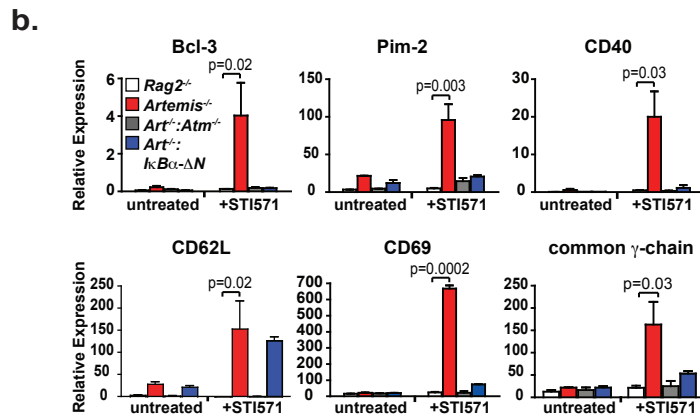 b.
Bcl-3
Pim-2
CD40
Relative Expression
6
4
2
0
p=0.02
Rag2-/-
Artemis-/-
Art-/-:Atm-/-
Art-/-:
IκBα-ΔN
untreated
+STI571
150
100
50
0
p=0.003
untreated
+STI571
30
20
10
0
p=0.03
untreated
+STI571
CD62L
CD69
common γ-chain
Relative Expression
250
200
150
100
50
0
p=0.02
untreated
+STI571
700
600
500
400
300
200
100
0
p=0.0002
untreated
+STI571
250
200
150
100
50
0
p=0.03
untreated
+STI571